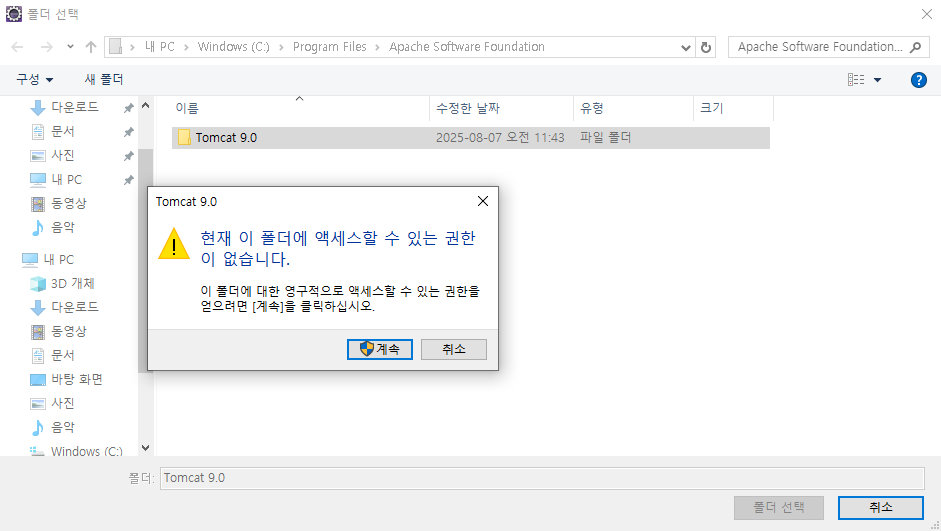 폴더 선택
내 PC > Windows (C:) > Program Files > Apache Software Foundation
Apache Software Foundation...
구성
새 폴더
다운로드
문서
사진
내 PC
동영상
음악
내 PC
3D 개체
다운로드
동영상
문서
바탕 화면
사진
음악
Windows (C:)
이름 수정한 날짜 유형 크기
Tomcat 9.0 2025-08-07 오전 11:43 파일 폴더
Tomcat 9.0
현재 이 폴더에 액세스할 수 있는 권한
이 없습니다.
이 폴더에 대한 영구적으로 액세스할 수 있는 권한을
얻으려면 [계속]을 클릭하십시오.
계속 취소
폴더: Tomcat 9.0
폴더 선택 취소